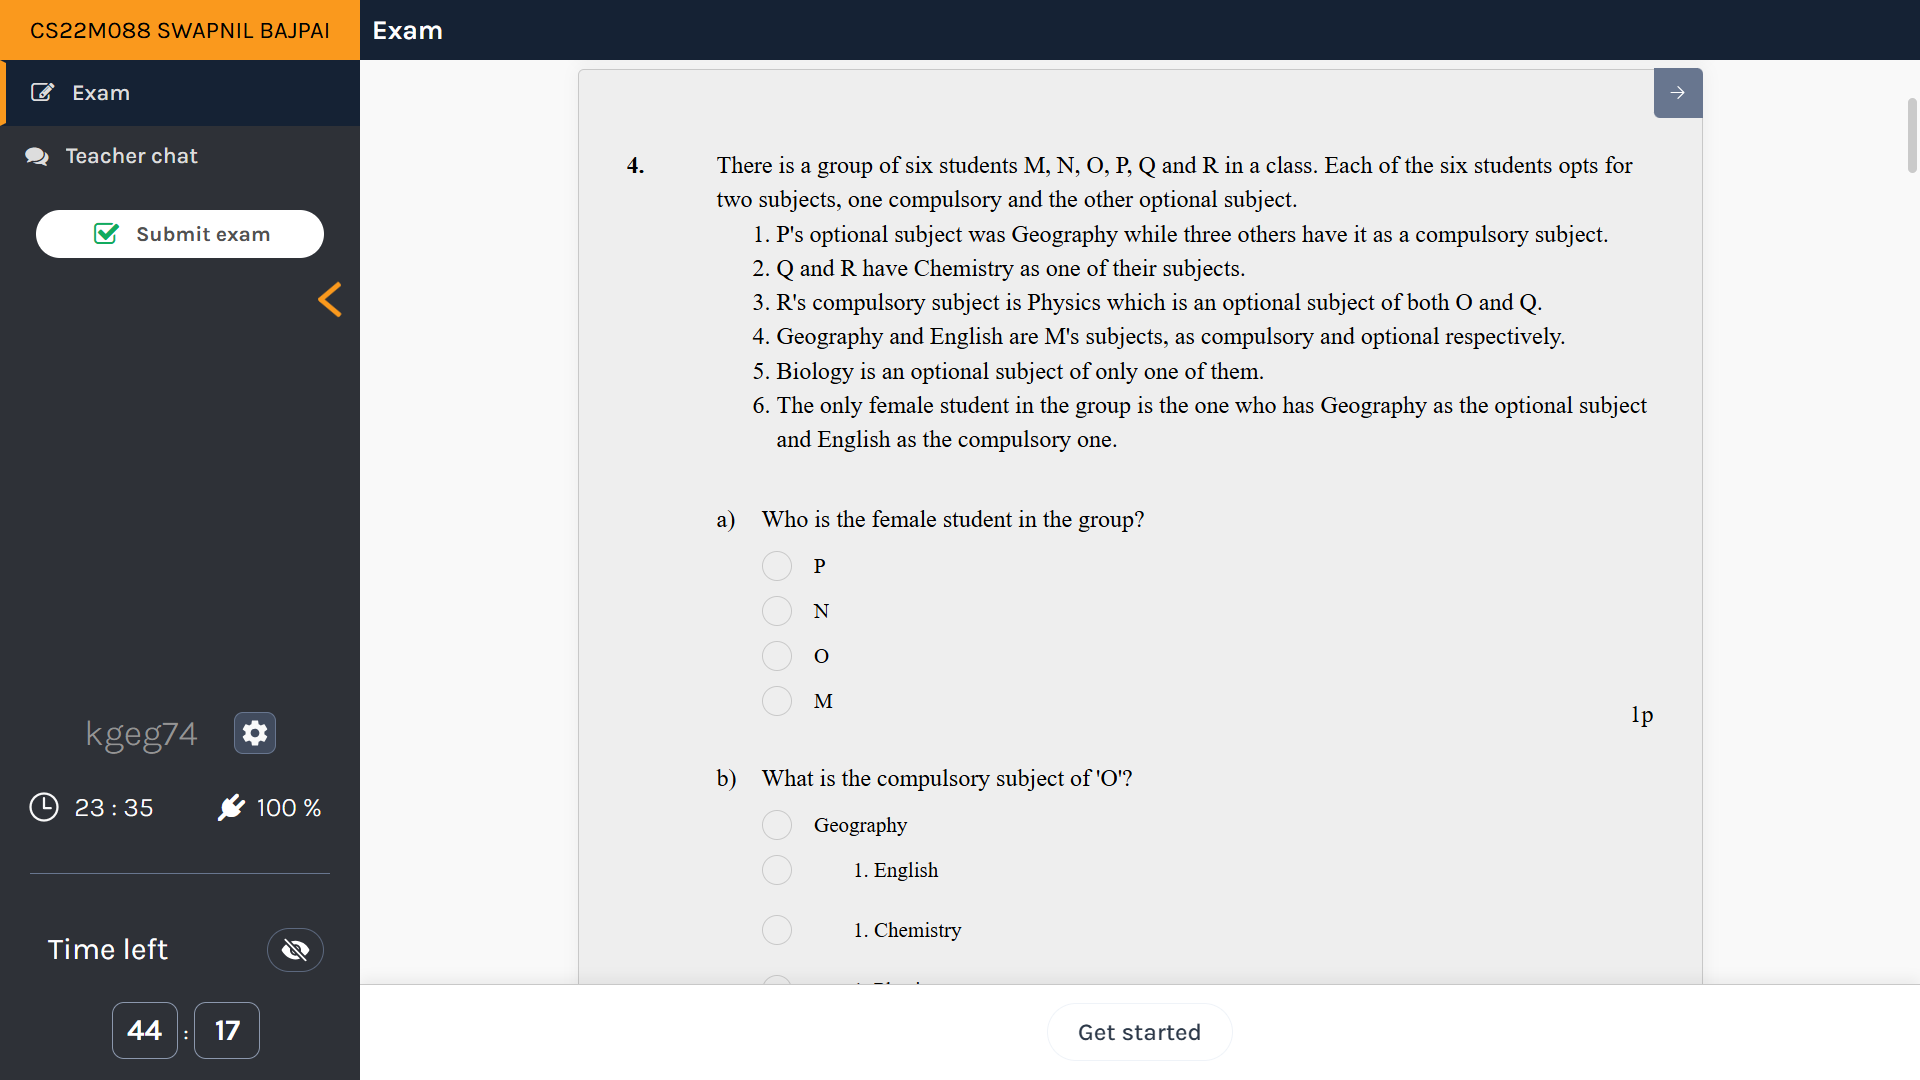 CS22M088 SWAPNIL BAJPAI
Exam
Exam
Teacher chat
Submit exam
kgeg74
23 : 35
100 %
Time left
44 : 17
4.
There is a group of six students M, N, O, P, Q and R in a class. Each of the six students opts for
two subjects, one compulsory and the other optional subject.
1. P's optional subject was Geography while three others have it as a compulsory subject.
2. Q and R have Chemistry as one of their subjects.
3. R's compulsory subject is Physics which is an optional subject of both O and Q.
4. Geography and English are M's subjects, as compulsory and optional respectively.
5. Biology is an optional subject of only one of them.
6. The only female student in the group is the one who has Geography as the optional subject
and English as the compulsory one.
a) Who is the female student in the group?
P
N
O
M
1p
b) What is the compulsory subject of 'O'?
Geography
1. English
1. Chemistry
Get started